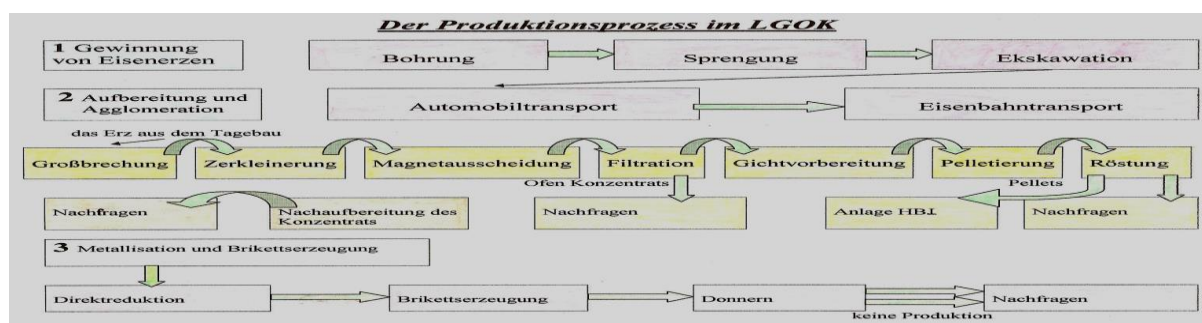 Der Produktionsprozess im LGOK
1 Gewinnung
von Eisenerzen
Bohrung
Sprengung
Ekskawation
2 Aufbereitung und
Agglomeration
Automobiltransport
Eisenbahntransport
das Erz aus dem Tagebau
Großbrechung
Zerkleinerung
Magnetausscheidung
Filtration
Gichtvorbereitung
Pelletierung
Röstung
Ofen Konzentrats
Pellets
Nachfragen
Nachaufbereitung des
Konzentrats
Nachfragen
Anlage HBI
Nachfragen
3 Metallisation und Brikettserzeugung
Direktreduktion
Brikettserzeugung
Donnern
Nachfragen
keine Produktion